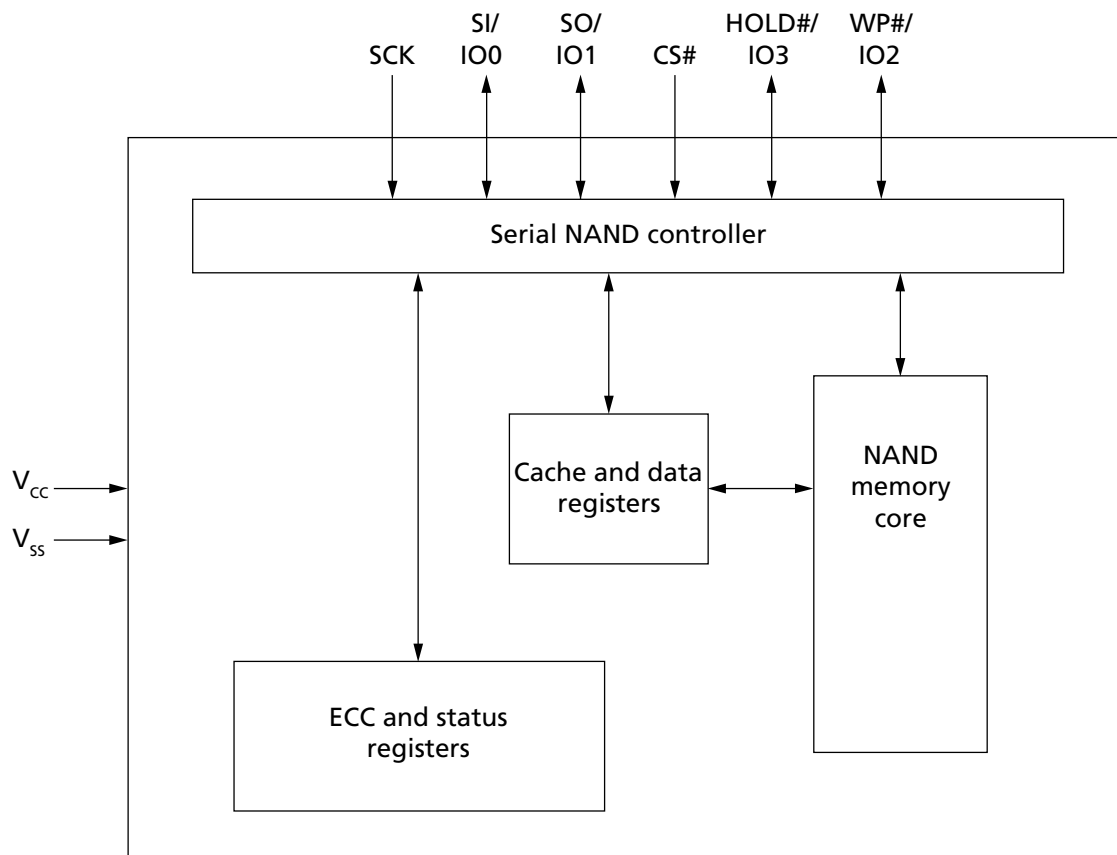 SCK
SI/
IO0
SO/
IO1
CS#
HOLD#/
IO3
WP#/
IO2
Serial NAND controller
Cache and data
registers
NAND
memory
core
Vcc
Vss
ECC and status
registers